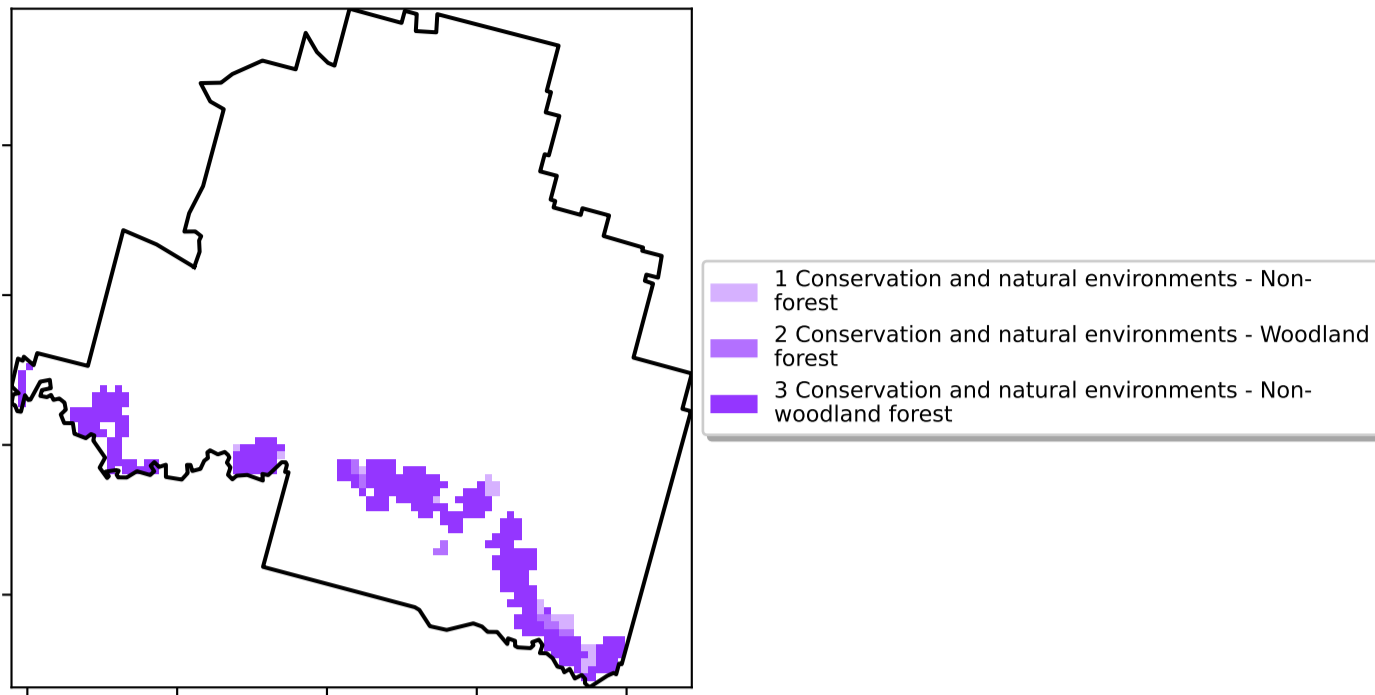 1 Conservation and natural environments - Non-
forest
2 Conservation and natural environments - Woodland
forest
3 Conservation and natural environments - Non-
woodland forest